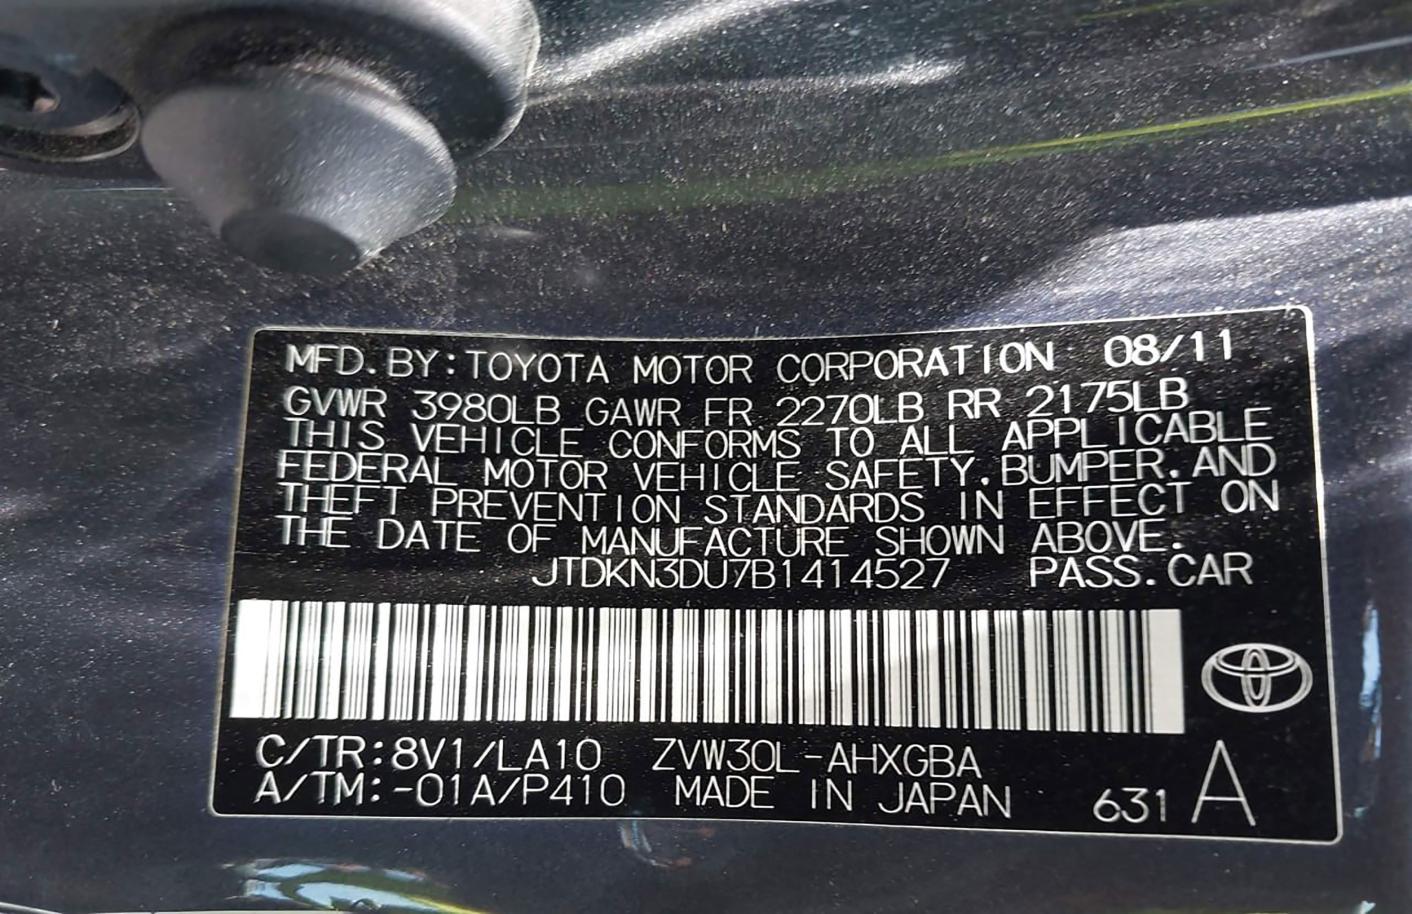 MFD. BY: TOYOTA MOTOR CORPORATION 08/11
GVWR 3980LB GAWR FR 2270LB RR 2175LB
THIS VEHICLE CONFORMS TO ALL APPLICABLE
FEDERAL MOTOR VEHICLE SAFETY. BUMPER. AND
THEFT PREVENTION STANDARDS IN EFFECT ON
THE DATE OF MANUFACTURE SHOWN ABOVE.
JTDKN3DU7B1414527 PASS. CAR
C/TR: 8V1/LA10 ZVW30L-AHXGBA
A/TM: -01A/P410 MADE IN JAPAN 631 A